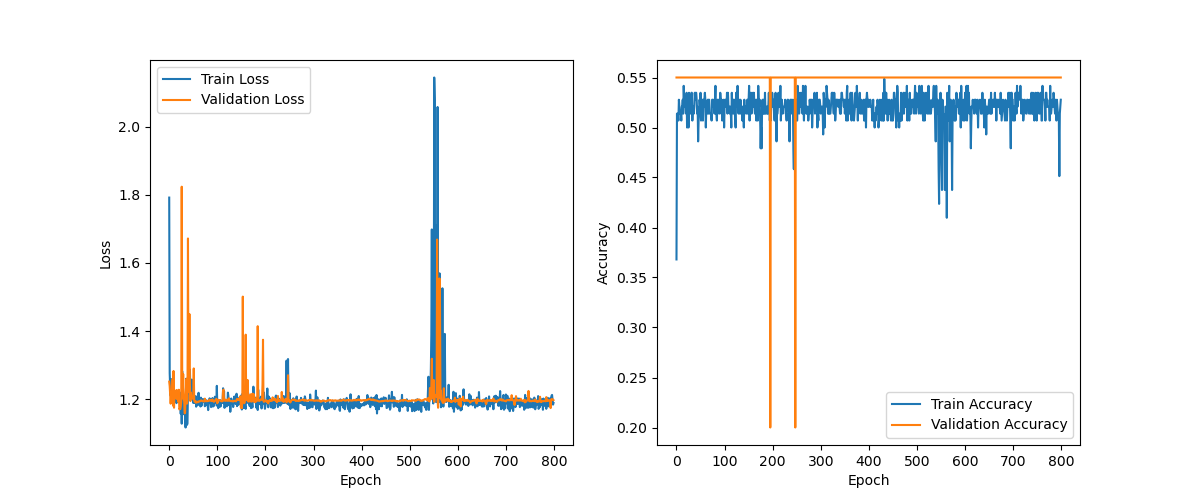 Train Loss
Validation Loss
2.0
1.8
1.6
1.4
1.2
Loss
0 100 200 300 400 500 600 700 800
Epoch
0.55
0.50
0.45
0.40
0.35
0.30
0.25
0.20
Accuracy
Train Accuracy
Validation Accuracy
0 100 200 300 400 500 600 700 800
Epoch